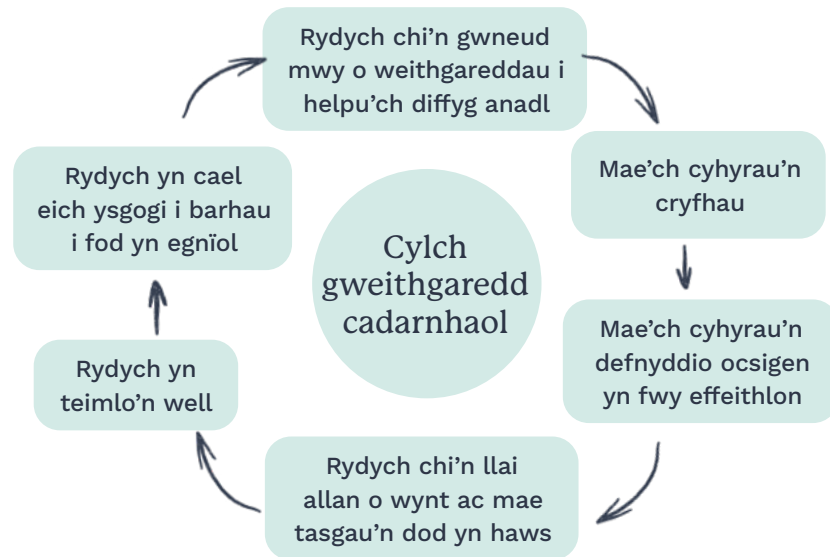 Rydych chi’n gwneud
mwy o weithgareddau i
helpu’ch diffyg anadl
Mae’ch cyhyrau’n
cryfhau
Mae’ch cyhyrau’n
defnyddio ocsigen
yn fwy effeithlon
Rydych chi’n llai
allan o wynt ac mae
tasgau’n dod yn haws
Rydych yn
teimlo’n well
Rydych yn cael
eich ysgogi i barhau
i fod yn egnïol
Cylch
gweithgaredd
cadarnhaol